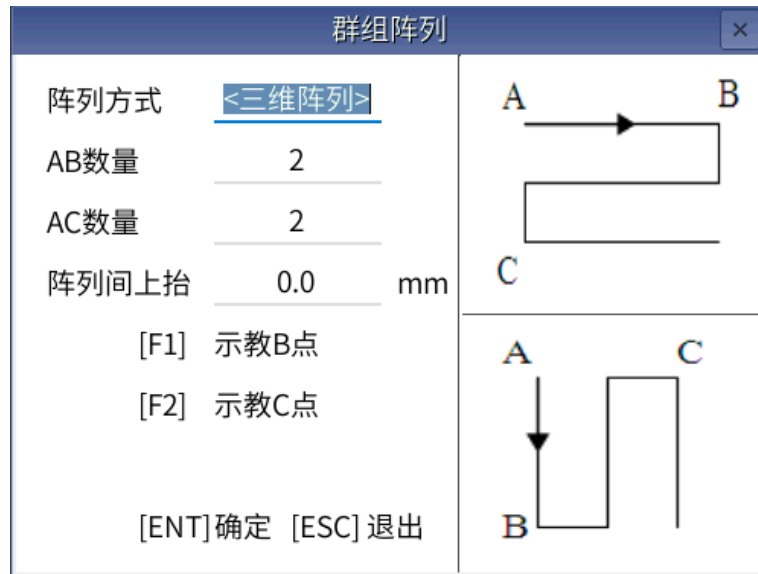 群组阵列
阵列方式 <三维阵列>
AB数量 2
AC数量 2
阵列间上抬 0.0 mm
[F1] 示教B点
[F2] 示教C点
[ENT]确定 [ESC]退出
A B
C
A C
B